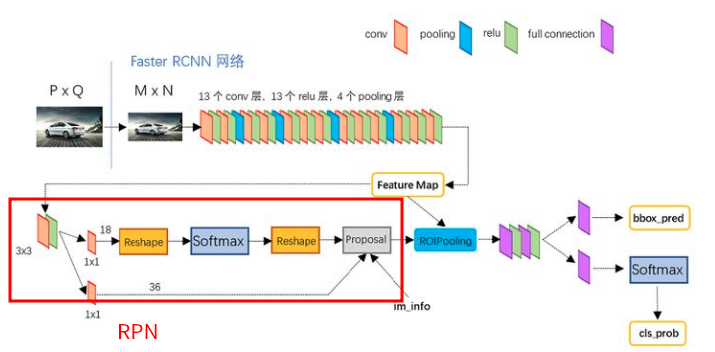 conv
pooling
relu
full connection
Faster RCNN 网络
P x Q
M x N
13 个 conv 层, 13 个 relu 层, 4 个 pooling 层
Feature Map
3x3
18
1x1
Reshape
Softmax
Reshape
Proposal
ROIPooling
bbox_pred
Softmax
36
1x1
im_info
cls_prob
RPN